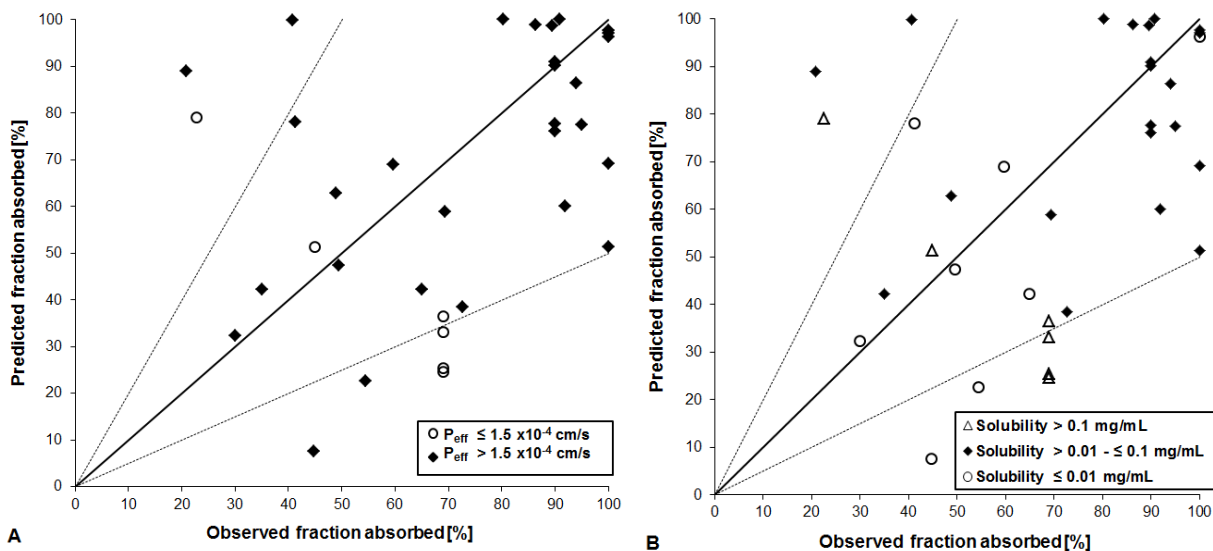 Predicted fraction absorbed [%]
100
90
80
70
60
50
40
30
20
10
0
0 10 20 30 40 50 60 70 80 90 100
P_eff ≤ 1.5 x10⁻⁴ cm/s
P_eff > 1.5 x10⁻⁴ cm/s
Observed fraction absorbed [%]
A
Predicted fraction absorbed [%]
100
90
80
70
60
50
40
30
20
10
0
0 10 20 30 40 50 60 70 80 90 100
Solubility > 0.1 mg/mL
Solubility > 0.01 - ≤ 0.1 mg/mL
Solubility ≤ 0.01 mg/mL
Observed fraction absorbed [%]
B